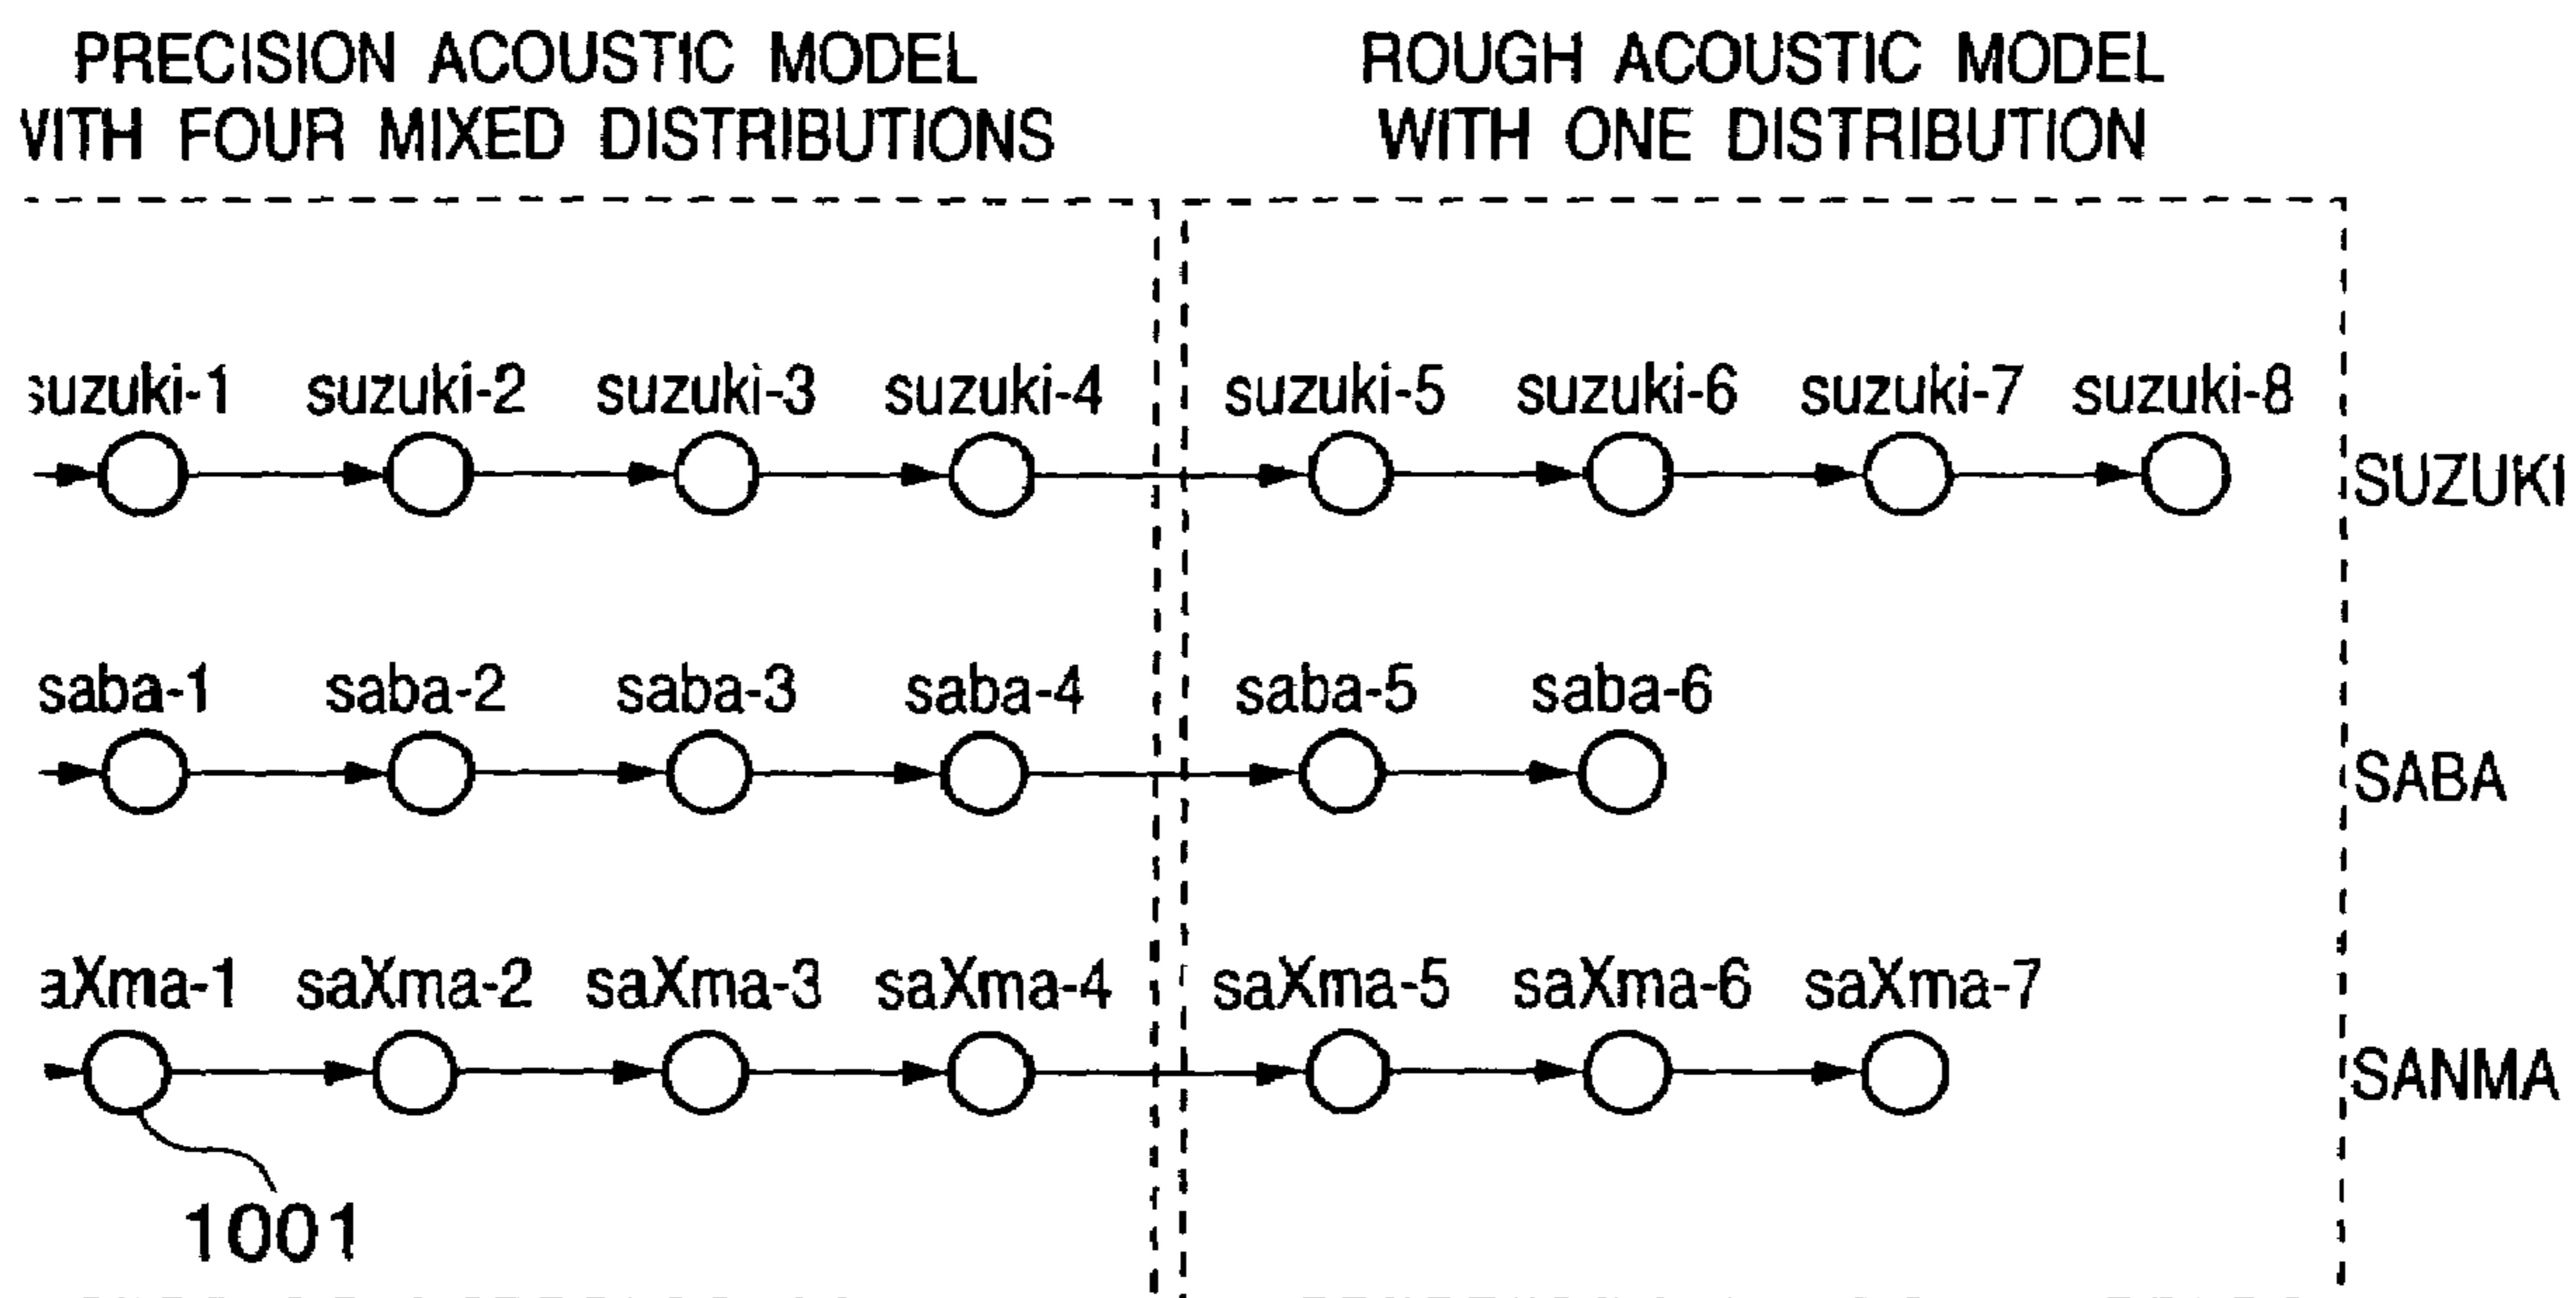 PRECISION ACOUSTIC MODEL
WITH FOUR MIXED DISTRIBUTIONS
ROUGH ACOUSTIC MODEL
WITH ONE DISTRIBUTION
suzuki-1 suzuki-2 suzuki-3 suzuki-4 suzuki-5 suzuki-6 suzuki-7 suzuki-8
SUZUKI
saba-1 saba-2 saba-3 saba-4 saba-5 saba-6
SABA
aXma-1 saXma-2 saXma-3 saXma-4 saXma-5 saXma-6 saXma-7
SANMA
1001